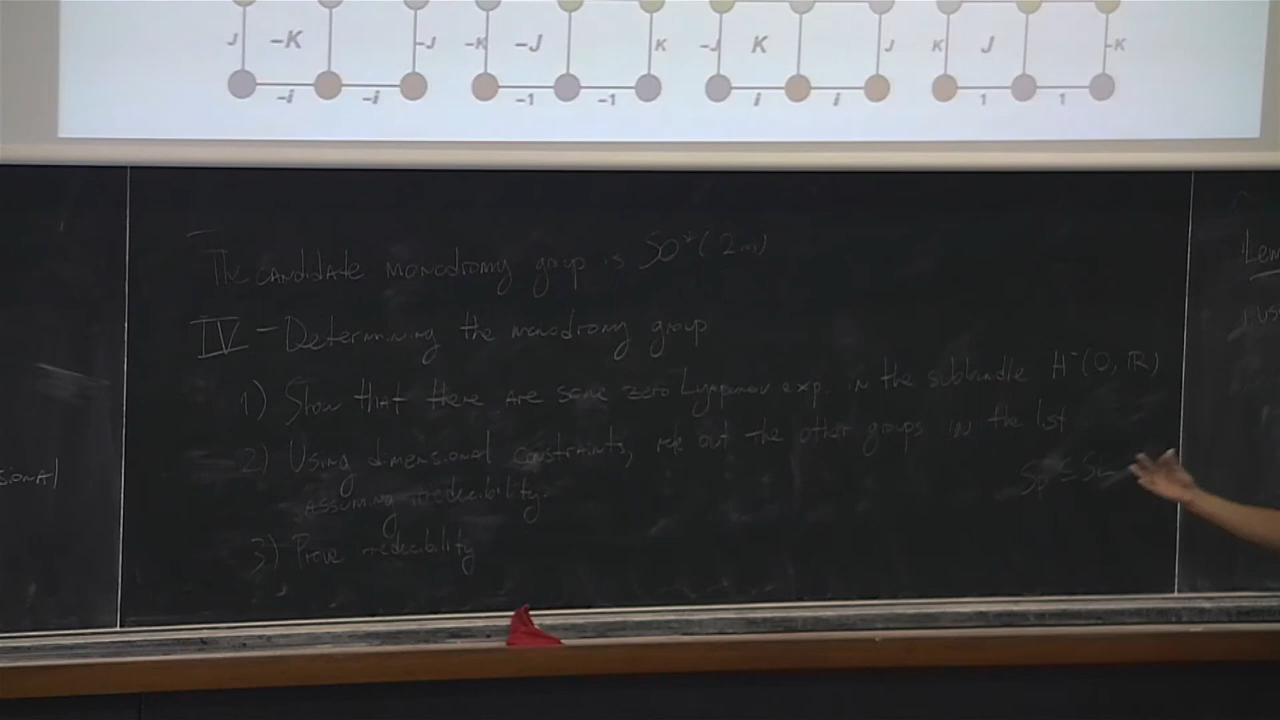 J -K -J -K -J K -J K J K J -K
-i -i -1 -1 i i 1 1
The candidate monodromy group is SO*(2m)
IV - Determining the monodromy group
1) Show that there are some zero Lyapunov exp. in the subbundle H⁻(O, ℝ)
2) Using dimensional constraints, rule out the other groups in the list
assuming irreducibility.
3) Prove irreducibility
Sp ≤